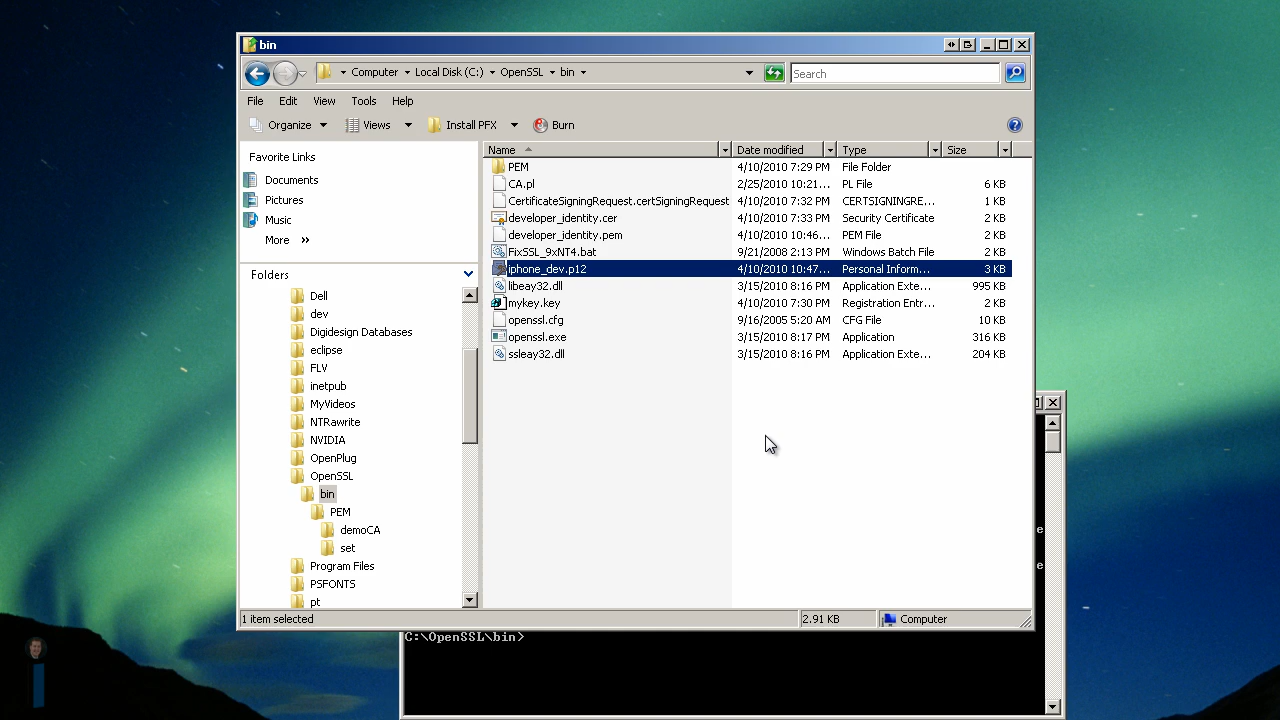 bin
Computer Local Disk (C:) OpenSSL bin
Search
File Edit View Tools Help
Organize Views Install PFX Burn
Favorite Links
Documents
Pictures
Music
More »
Folders
Dell
dev
Digidesign Databases
eclipse
FLV
inetpub
MyVideos
NTRawrite
NVIDIA
OpenPlug
OpenSSL
bin
PEM
demoCA
set
Program Files
PSFONTS
pt
Name Date modified Type Size
PEM 4/10/2010 7:29 PM File Folder
CA.pl 2/25/2010 10:21... PL File 6 KB
CertificateSigningRequest.certSigningRequest 4/10/2010 7:32 PM CERTSIGNINGRE... 1 KB
developer_identity.cer 4/10/2010 7:33 PM Security Certificate 2 KB
developer_identity.pem 4/10/2010 10:46... PEM File 2 KB
FixSSL_9xNT4.bat 9/21/2008 2:13 PM Windows Batch File 2 KB
iphone_dev.p12 4/10/2010 10:47... Personal Inform... 3 KB
libeay32.dll 3/15/2010 8:16 PM Application Exte... 995 KB
mykey.key 4/10/2010 7:30 PM Registration Entr... 2 KB
openssl.cfg 9/16/2005 5:20 AM CFG File 10 KB
openssl.exe 3/15/2010 8:17 PM Application 316 KB
ssleay32.dll 3/15/2010 8:16 PM Application Exte... 204 KB
1 item selected 2.91 KB Computer
e
e
C:\OpenSSL\bin>